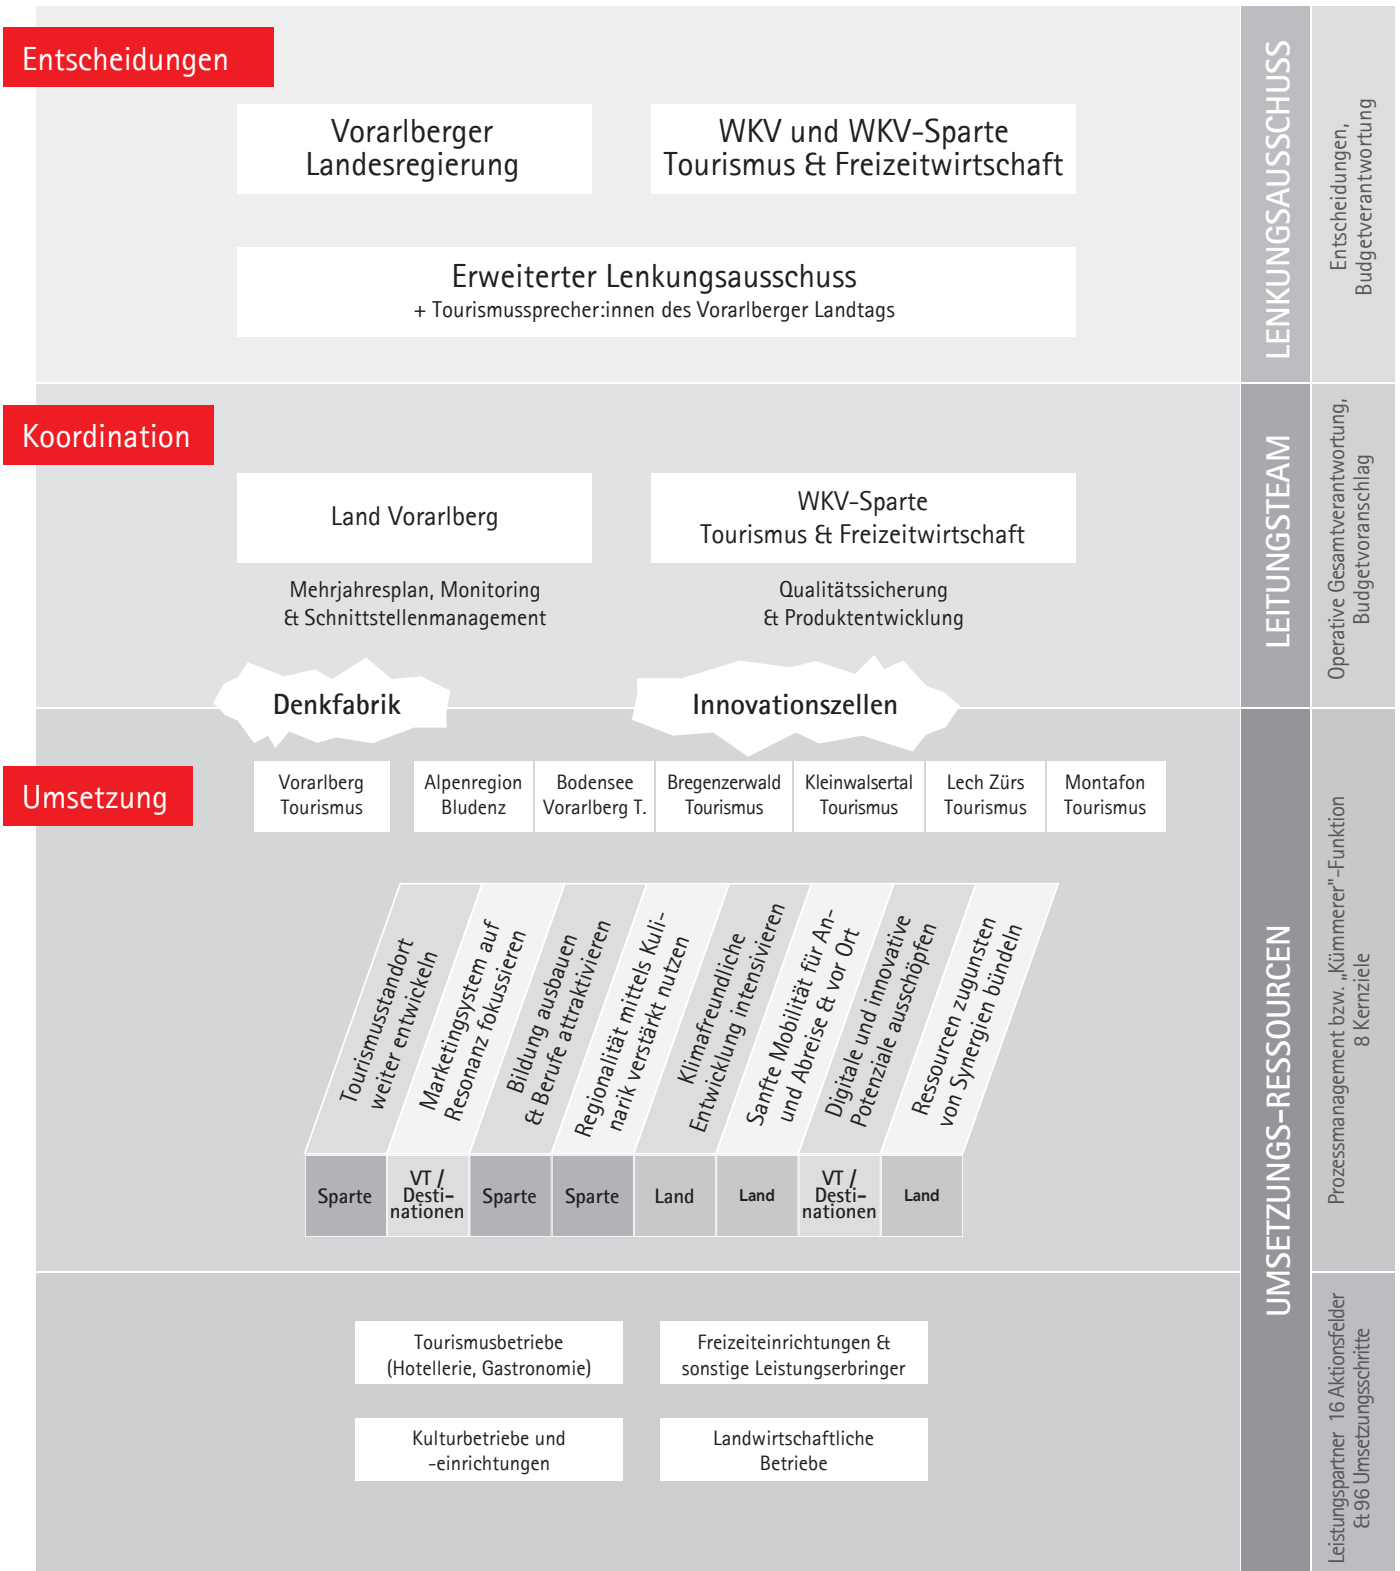 Entscheidungen
Vorarlberger
Landesregierung
WKV und WKV-Sparte
Tourismus & Freizeitwirtschaft
Erweiterter Lenkungsausschuss
+ Tourismussprecher:innen des Vorarlberger Landtags
LENKUNGSAUSSCHUSS
Entscheidungen,
Budgetverantwortung
Koordination
Land Vorarlberg
WKV-Sparte
Tourismus & Freizeitwirtschaft
Mehrjahresplan, Monitoring
& Schnittstellenmanagement
Qualitätssicherung
& Produktentwicklung
LEITUNGSTEAM
Operative Gesamtverantwortung,
Budgetvoranschlag
Denkfabrik
Innovationszellen
Umsetzung
Vorarlberg
Tourismus
Alpenregion
Bludenz
Bodensee
Vorarlberg T.
Bregenzerwald
Tourismus
Kleinwalsertal
Tourismus
Lech Zürs
Tourismus
Montafon
Tourismus
Tourismusstandort
weiter entwickeln
Marketingsystem auf
Resonanz fokussieren
Bildung ausbauen
& Berufe attraktivieren
Regionalität mittels Kuli-
narik verstärkt nutzen
Klimafreundliche
Entwicklung intensivieren
Sanfte Mobilität für An-
und Abreise & vor Ort
Digitale und innovative
Potenziale ausschöpfen
Ressourcen zugunsten
von Synergien bündeln
Sparte
VT /
Desti-
nationen
Sparte
Sparte
Land
Land
VT /
Desti-
nationen
Land
UMSETZUNGS-RESSOURCEN
Prozessmanagement bzw. „Kümmerer"-Funktion
8 Kernziele
Tourismusbetriebe
(Hotellerie, Gastronomie)
Freizeiteinrichtungen &
sonstige Leistungserbringer
Kulturbetriebe und
-einrichtungen
Landwirtschaftliche
Betriebe
Leistungspartner 16 Aktionsfelder
& 96 Umsetzungsschritte